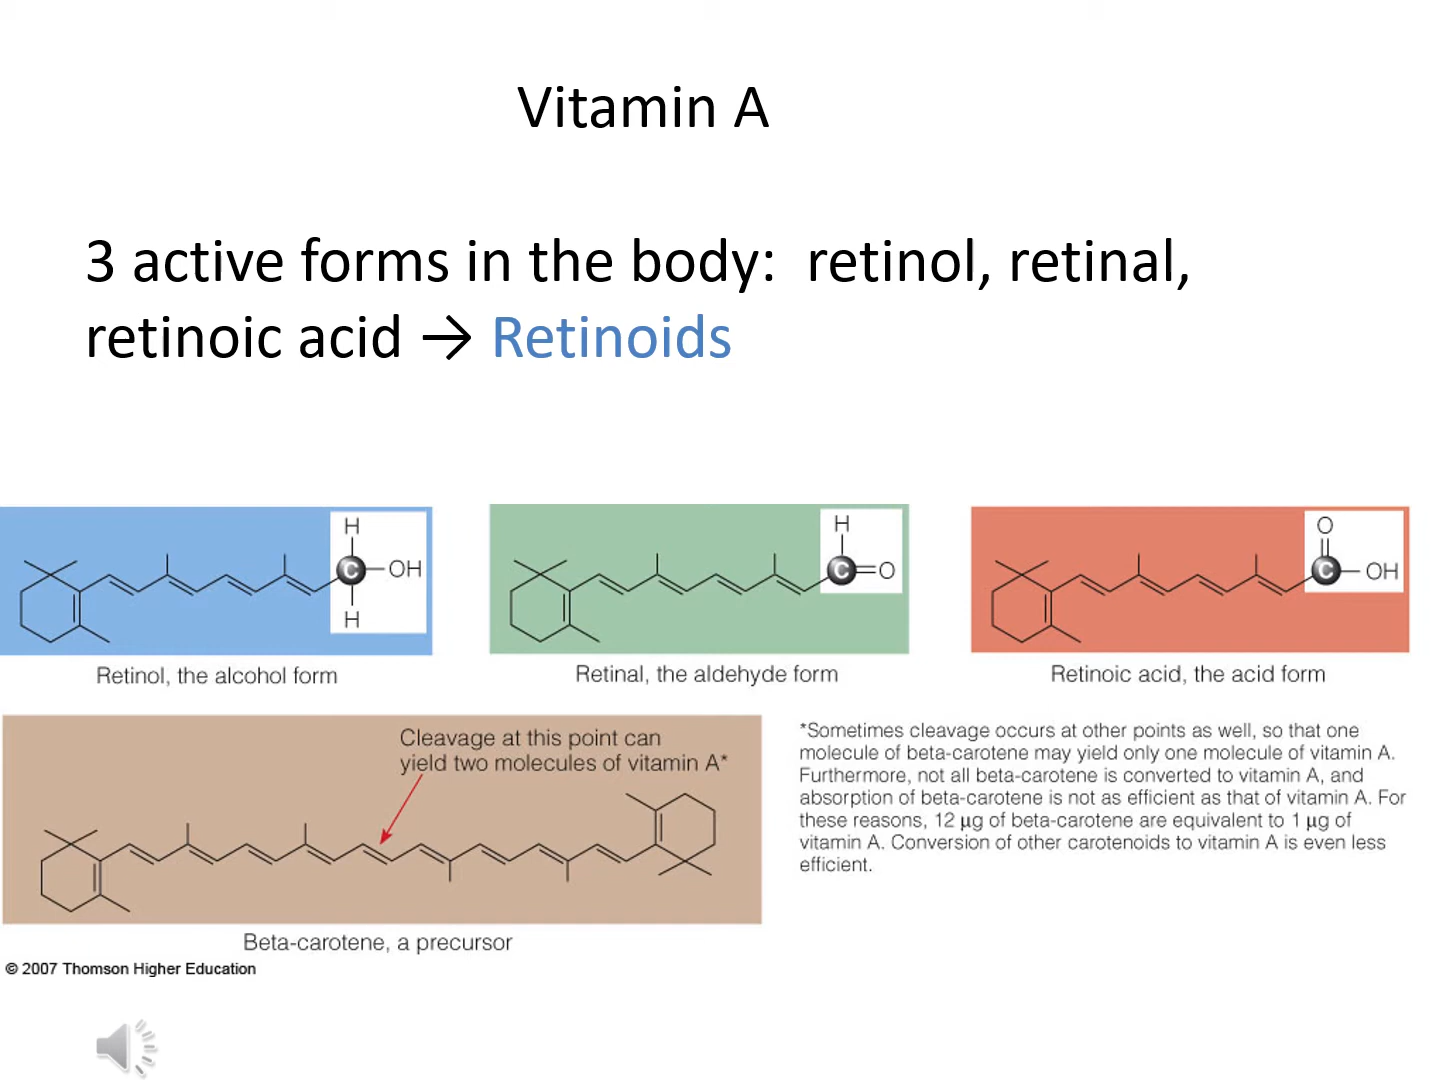 Vitamin A
3 active forms in the body:  retinol, retinal,
retinoic acid → Retinoids
H
C
OH
H
H
C
O
O
C
OH
Retinol, the alcohol form
Retinal, the aldehyde form
Retinoic acid, the acid form
Cleavage at this point can
yield two molecules of vitamin A*
*Sometimes cleavage occurs at other points as well, so that one
molecule of beta-carotene may yield only one molecule of vitamin A.
Furthermore, not all beta-carotene is converted to vitamin A, and
absorption of beta-carotene is not as efficient as that of vitamin A. For
these reasons, 12 µg of beta-carotene are equivalent to 1 µg of
vitamin A. Conversion of other carotenoids to vitamin A is even less
efficient.
Beta-carotene, a precursor
© 2007 Thomson Higher Education